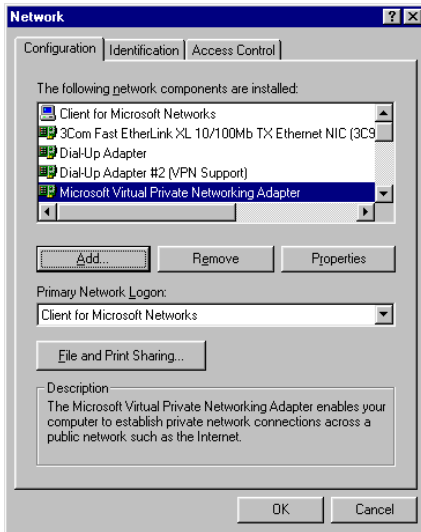 Network
Configuration Identification Access Control
The following network components are installed:
Client for Microsoft Networks
3Com Fast EtherLink XL 10/100Mb TX Ethernet NIC (3C9
Dial-Up Adapter
Dial-Up Adapter #2 (VPN Support)
Microsoft Virtual Private Networking Adapter
Add... Remove Properties
Primary Network Logon:
Client for Microsoft Networks
File and Print Sharing...
Description
The Microsoft Virtual Private Networking Adapter enables your
computer to establish private network connections across a
public network such as the Internet.
OK Cancel